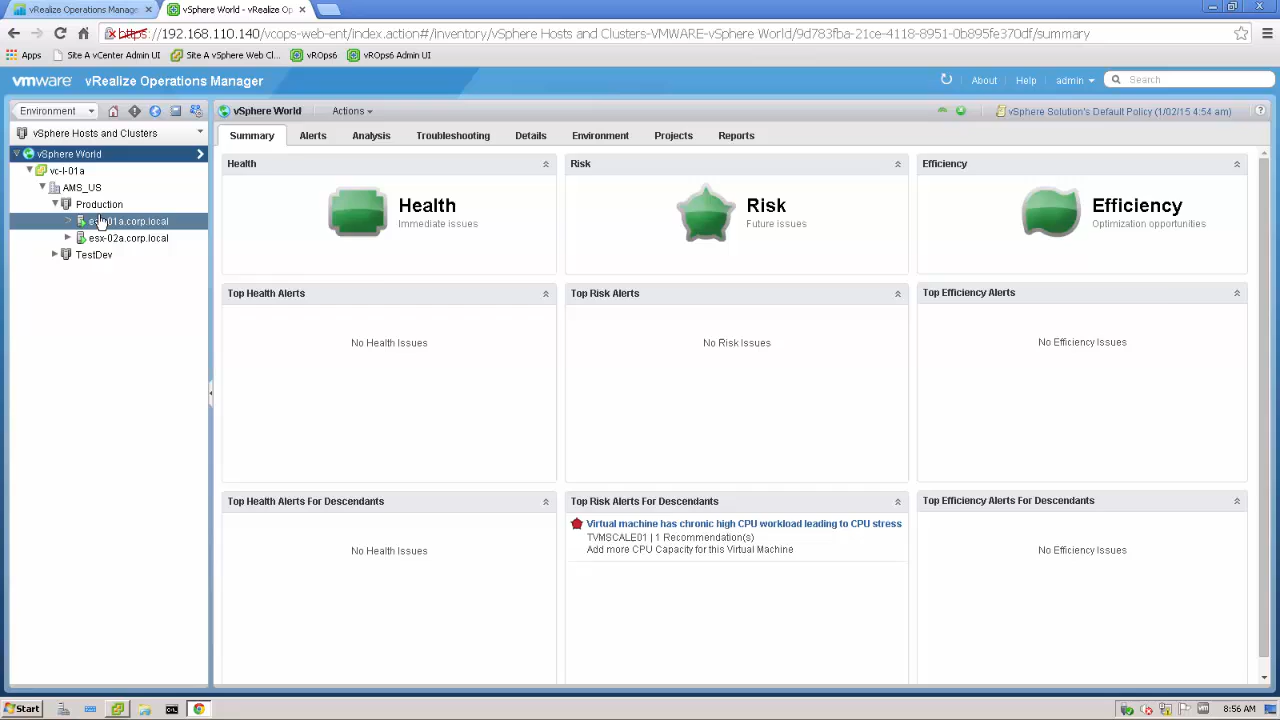 vRealize Operations Manag
vSphere World - vRealize Op
https://192.168.110.140/vcops-web-ent/index.action#/inventory/vSphere Hosts and Clusters-VMWARE-vSphere World/9d783fba-21ce-4118-8951-0b895fe370df/summary
Apps
Site A vCenter Admin UI
Site A vSphere Web Cl...
vROps6
vROps6 Admin UI
vmware
vRealize Operations Manager
About
Help
admin
Search
Environment
vSphere World
Actions
vSphere Solution's Default Policy (1/02/15 4:54 am)
vSphere Hosts and Clusters
vSphere World
vc-l-01a
AMS_US
Production
esx-01a.corp.local
esx-02a.corp.local
TestDev
Summary
Alerts
Analysis
Troubleshooting
Details
Environment
Projects
Reports
Health
Risk
Efficiency
Health
Immediate issues
Risk
Future issues
Efficiency
Optimization opportunities
Top Health Alerts
Top Risk Alerts
Top Efficiency Alerts
No Health Issues
No Risk Issues
No Efficiency Issues
Top Health Alerts For Descendants
Top Risk Alerts For Descendants
Top Efficiency Alerts For Descendants
No Health Issues
Virtual machine has chronic high CPU workload leading to CPU stress
TVMSCALE01 | 1 Recommendation(s)
Add more CPU Capacity for this Virtual Machine
No Efficiency Issues
Start
8:56 AM